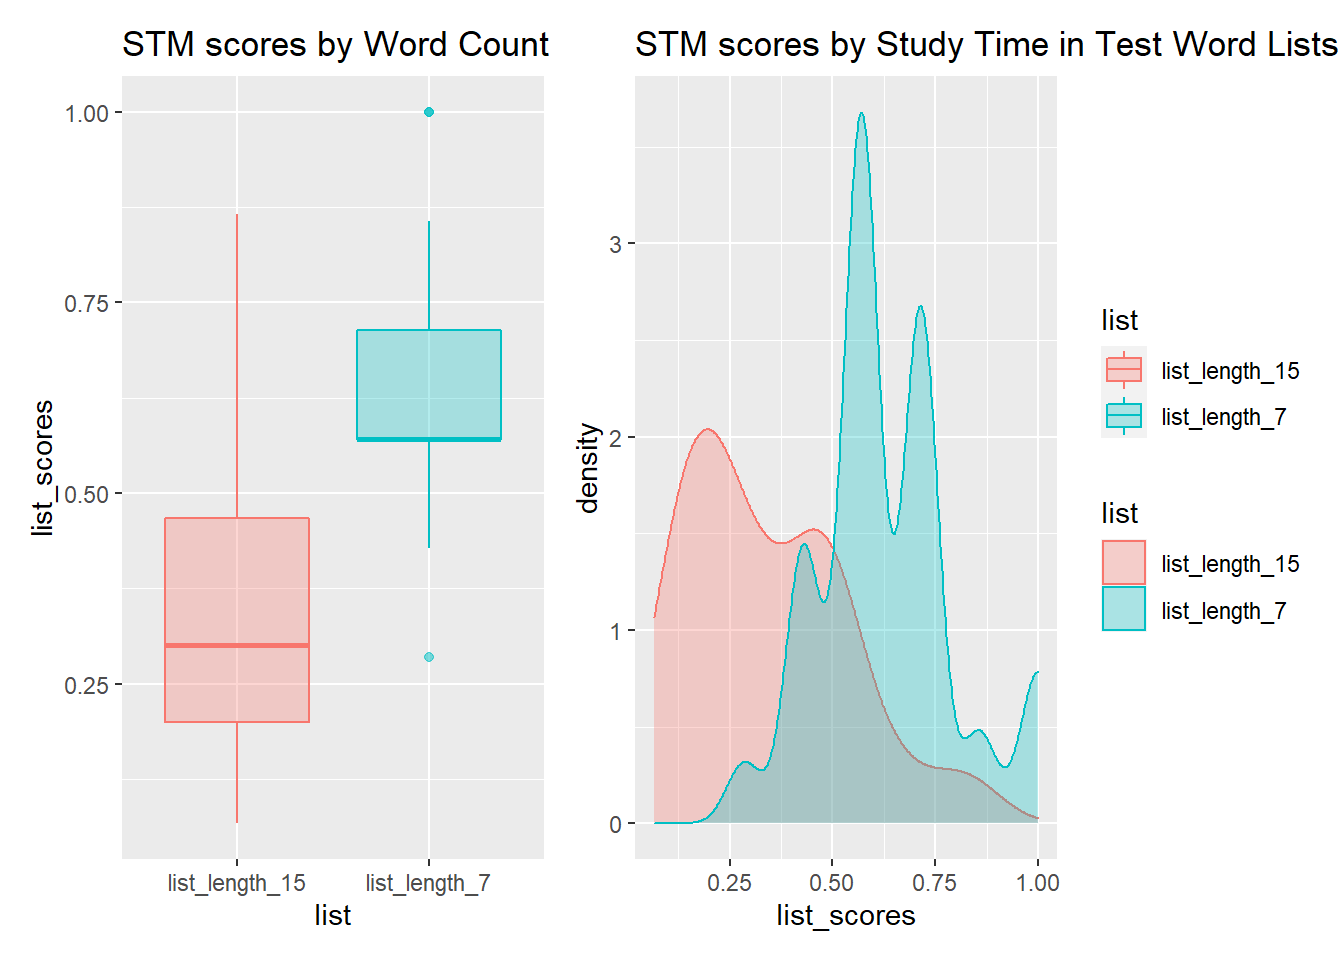 STM scores by Word Count
1.00
0.75
0.50
0.25
list_scores
list_length_15
list_length_7
list
STM scores by Study Time in Test Word Lists
3
2
1
0
density
0.25
0.50
0.75
1.00
list_scores
list
list_length_15
list_length_7
list
list_length_15
list_length_7